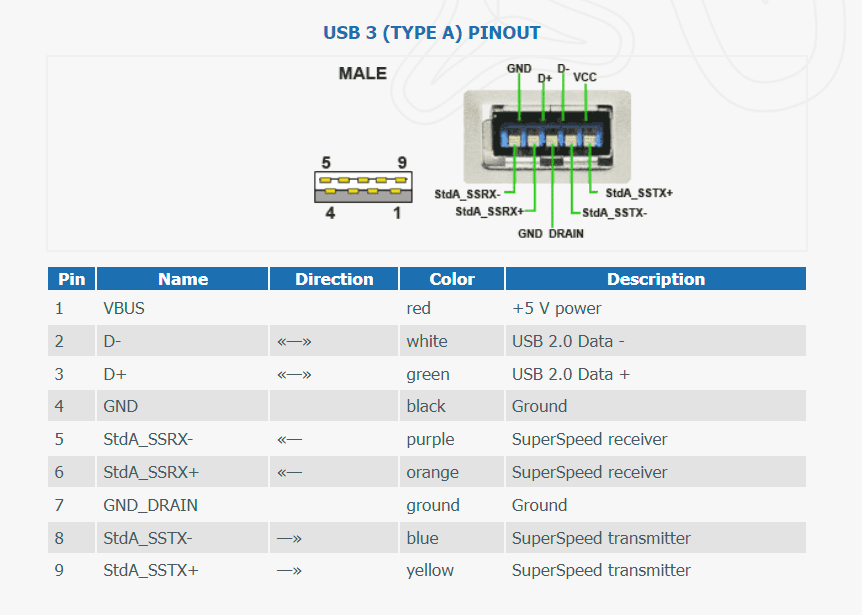 USB 3 (TYPE A) PINOUT
MALE
GND D+ D- VCC
5 9
4 1
StdA_SSRX- StdA_SSTX+
StdA_SSRX+ StdA_SSTX-
GND DRAIN
Pin Name Direction Color Description
1 VBUS red +5 V power
2 D- «—» white USB 2.0 Data -
3 D+ «—» green USB 2.0 Data +
4 GND black Ground
5 StdA_SSRX- «— purple SuperSpeed receiver
6 StdA_SSRX+ «— orange SuperSpeed receiver
7 GND_DRAIN ground Ground
8 StdA_SSTX- —» blue SuperSpeed transmitter
9 StdA_SSTX+ —» yellow SuperSpeed transmitter